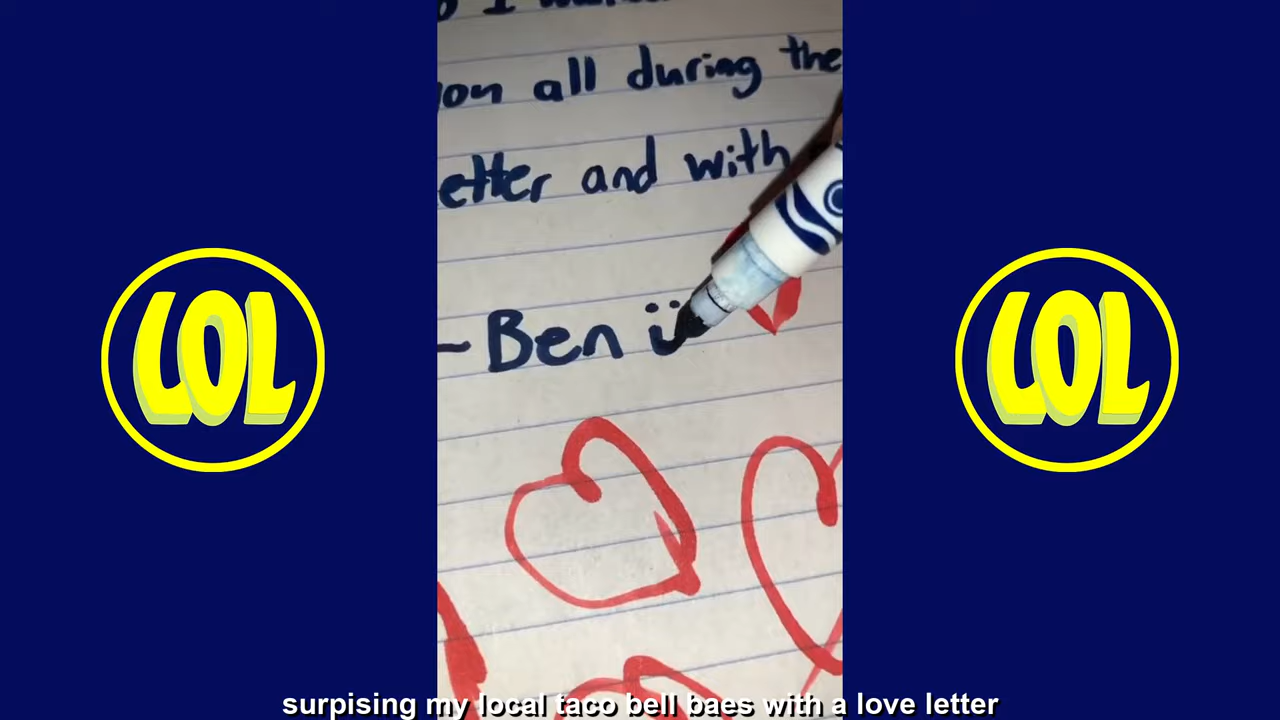 you all during the
etter and with
- Ben ü
LOL
LOL
surpising my local taco bell baes with a love letter